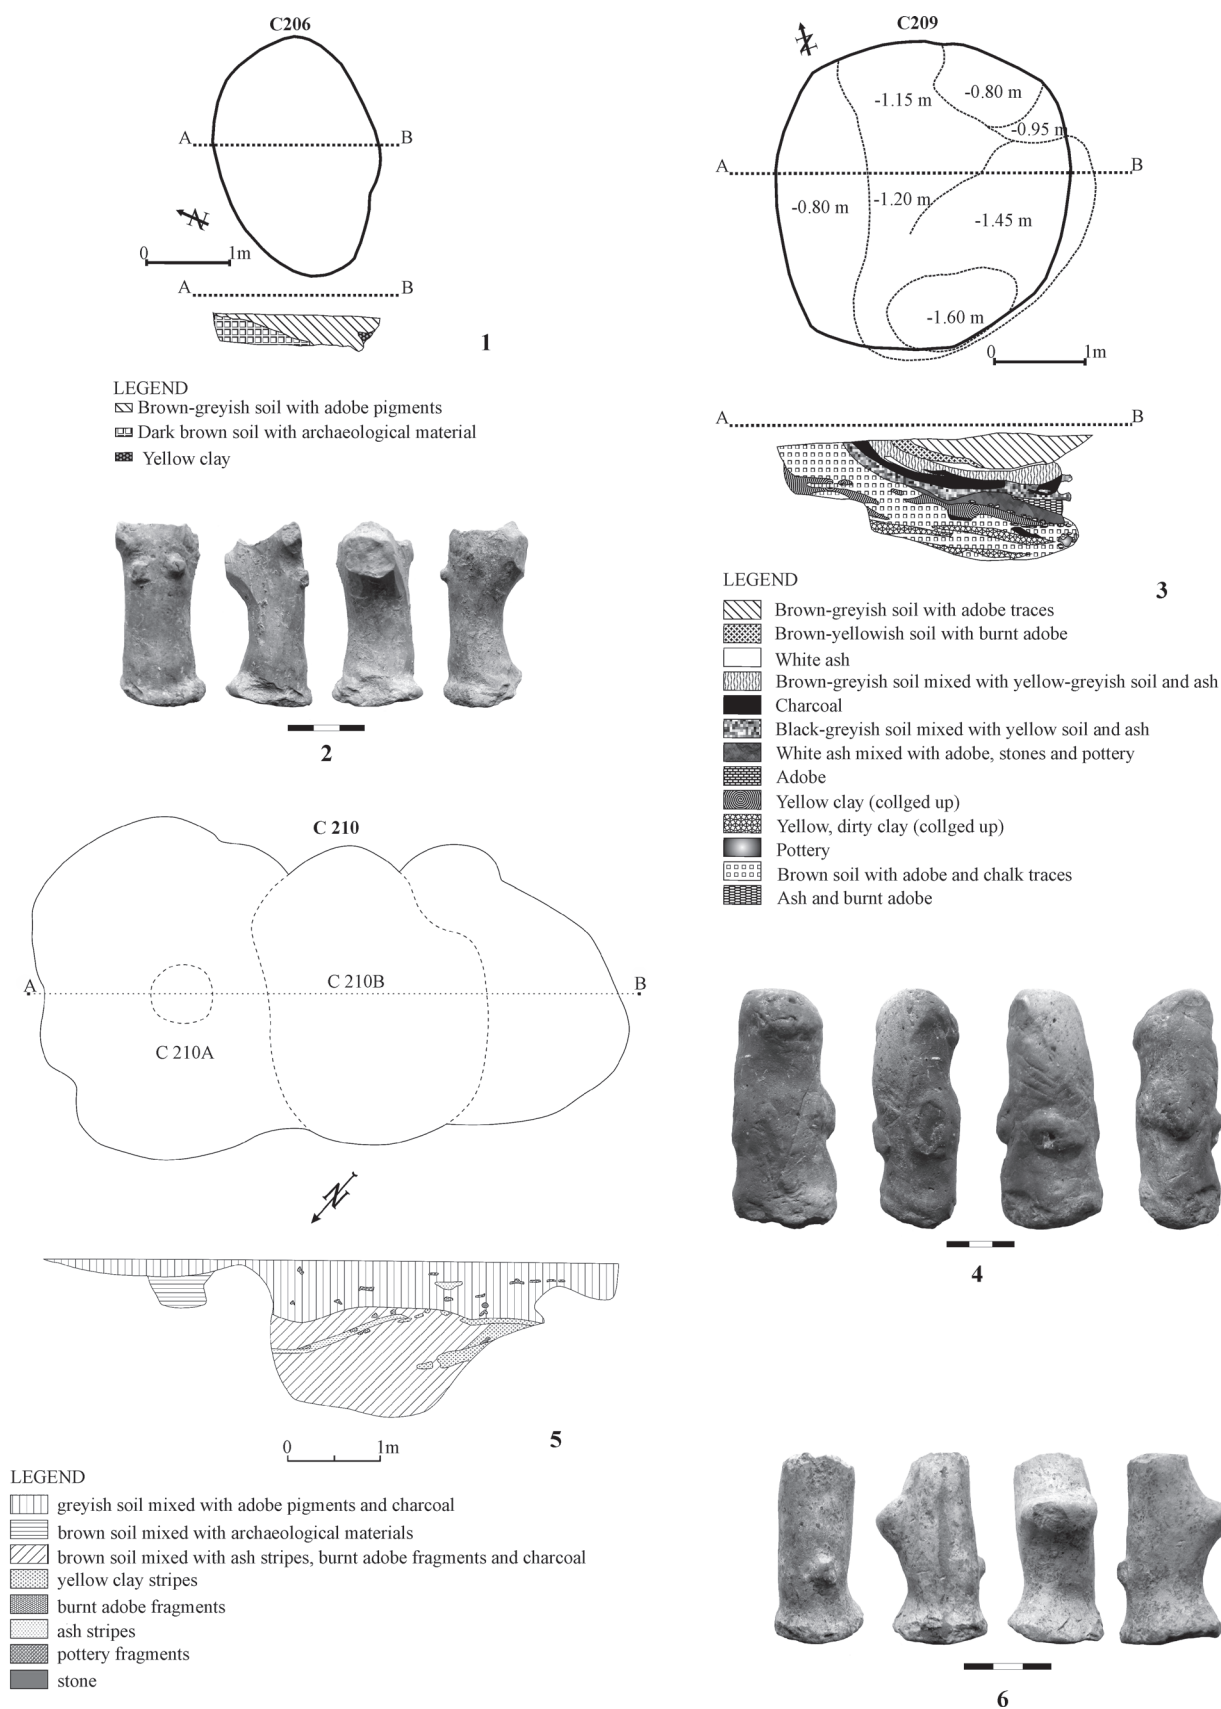 C206
A
B
N
0
1m
A
B
1
LEGEND
Brown-greyish soil with adobe pigments
Dark brown soil with archaeological material
Yellow clay
2
C209
N
-1.15 m
-0.80 m
-0.95 m
A
B
-0.80 m
-1.20 m
-1.45 m
-1.60 m
0
1m
A
B
3
LEGEND
Brown-greyish soil with adobe traces
Brown-yellowish soil with burnt adobe
White ash
Brown-greyish soil mixed with yellow-greyish soil and ash
Charcoal
Black-greyish soil mixed with yellow soil and ash
White ash mixed with adobe, stones and pottery
Adobe
Yellow clay (collged up)
Yellow, dirty clay (collged up)
Pottery
Brown soil with adobe and chalk traces
Ash and burnt adobe
C 210
A
C 210B
B
C 210A
N
0
1m
5
LEGEND
greyish soil mixed with adobe pigments and charcoal
brown soil mixed with archaeological materials
brown soil mixed with ash stripes, burnt adobe fragments and charcoal
yellow clay stripes
burnt adobe fragments
ash stripes
pottery fragments
stone
4
6